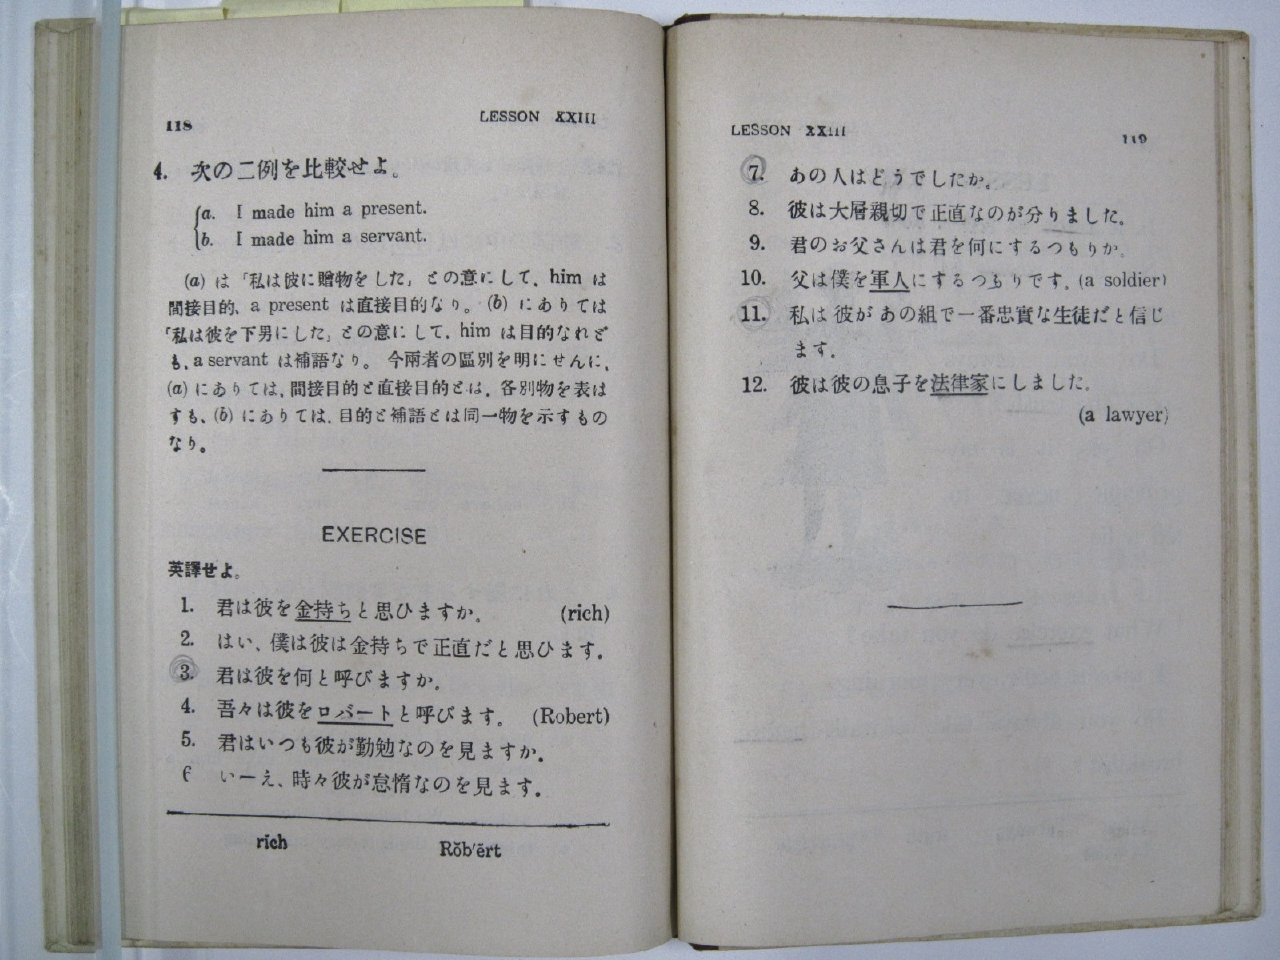 118
LESSON XXIII
4. 次の二例を比較せよ。
a. I made him a present.
b. I made him a servant.
(a) は「私は彼に贈物をした」との意にして、him は
間接目的、a present は直接目的なり。(b) にありては
「私は彼を下男にした」との意にして、him は目的なれど
も、a servant は補語なり。 今兩者の區別を明にせんに、
(a) にありては、間接目的と直接目的とは、各別物を表は
すも、(b) にありては、目的と補語とは同一物を示すもの
なり。
EXERCISE
英譯せよ。
1. 君は彼を金持ちと思ひますか。 (rich)
2. はい、僕は彼は金持ちで正直だと思ひます。
3. 君は彼を何と呼びますか。
4. 吾々は彼をロバートと呼びます。 (Robert)
5. 君はいつも彼が勤勉なのを見ますか。
6 いーえ、時々彼が怠惰なのを見ます。
rĭch Rŏb′ẽrt
LESSON XXIII
119
7. あの人はどうでしたか。
8. 彼は大層親切で正直なのが分りました。
9. 君のお父さんは君を何にするつもりか。
10. 父は僕を軍人にするつもりです。(a soldier)
11. 私は彼があの組で一番忠實な生徒だと信じ
ます。
12. 彼は彼の息子を法律家にしました。
(a lawyer)